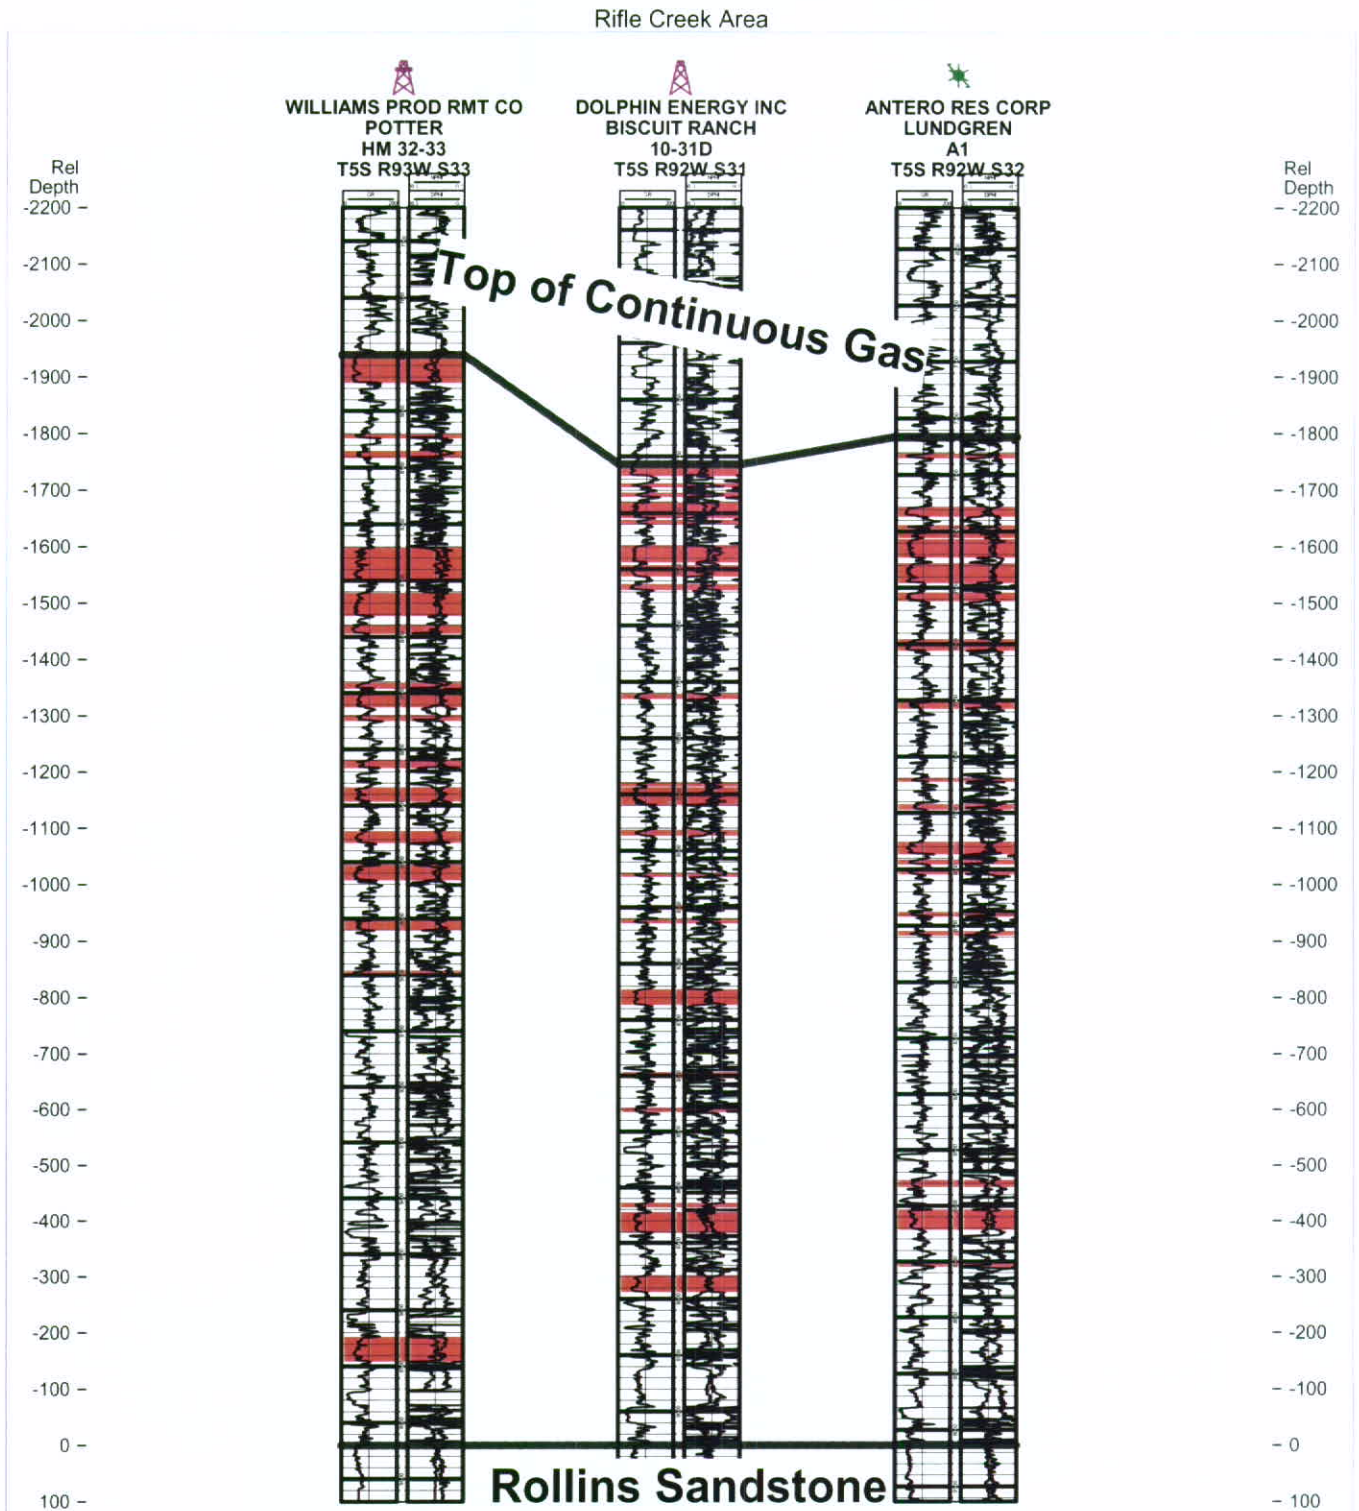 Rifle Creek Area
WILLIAMS PROD RMT CO
POTTER
HM 32-33
T5S R93W S33
DOLPHIN ENERGY INC
BISCUIT RANCH
10-31D
T5S R92W S31
ANTERO RES CORP
LUNDGREN
A1
T5S R92W S32
Rel
Depth
-2200
-2100
-2000
-1900
-1800
-1700
-1600
-1500
-1400
-1300
-1200
-1100
-1000
-900
-800
-700
-600
-500
-400
-300
-200
-100
0
100
Top of Continuous Gas
Rollins Sandstone
Rel
Depth
-2200
-2100
-2000
-1900
-1800
-1700
-1600
-1500
-1400
-1300
-1200
-1100
-1000
-900
-800
-700
-600
-500
-400
-300
-200
-100
0
100